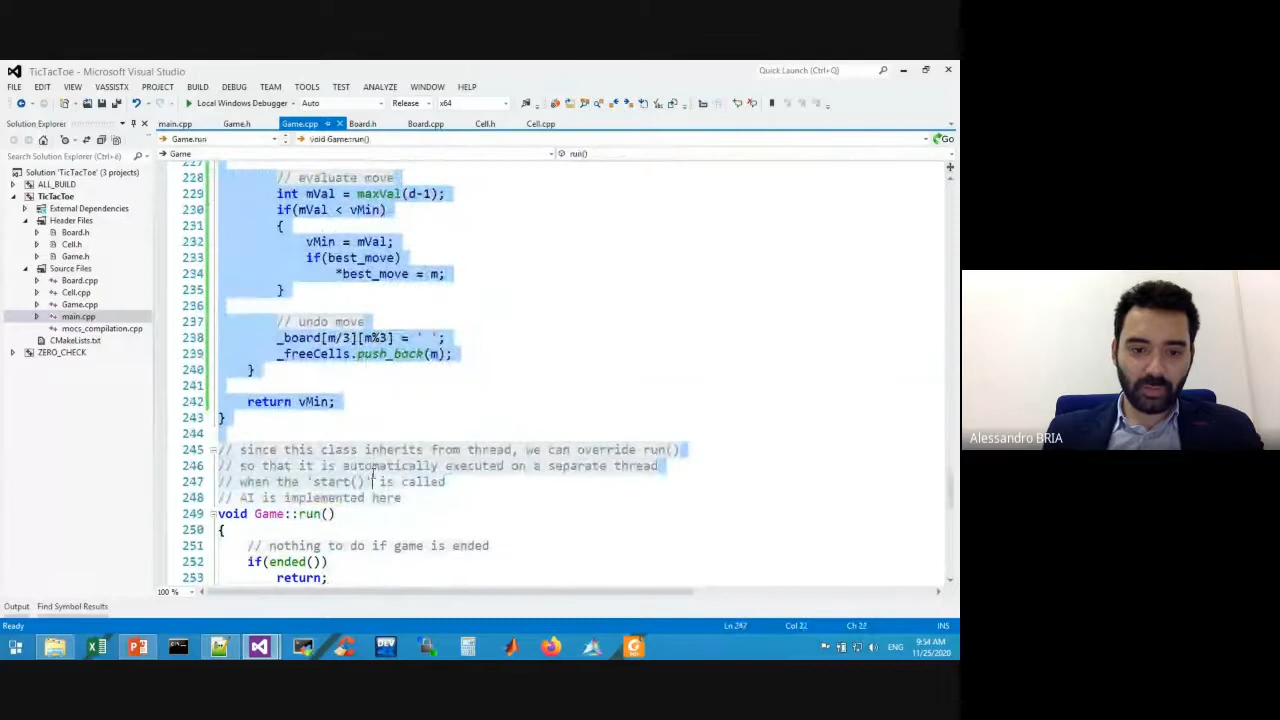 TicTacToe - Microsoft Visual Studio
Quick Launch (Ctrl+Q)
FILE EDIT VIEW VASSISTX PROJECT BUILD DEBUG TEAM TOOLS TEST ANALYZE WINDOW HELP
Local Windows Debugger Auto Release x64
Solution Explorer
main.cpp Game.h Game.cpp Board.h Board.cpp Cell.h Cell.cpp
Game.run void Game::run() Go
Search Solution Explorer (Ctrl+è)
Game run()
Solution 'TicTacToe' (3 projects)
ALL_BUILD
TicTacToe
External Dependencies
Header Files
Board.h
Cell.h
Game.h
Source Files
Board.cpp
Cell.cpp
Game.cpp
main.cpp
mocs_compilation.cpp
CMakeLists.txt
ZERO_CHECK
227
228 // evaluate move
229 int mVal = maxVal(d-1);
230 if(mVal < vMin)
231 {
232 vMin = mVal;
233 if(best_move)
234 *best_move = m;
235 }
236
237 // undo move
238 _board[m/3][m%3] = ' ';
239 _freeCells.push_back(m);
240 }
241
242 return vMin;
243 }
244
245 // since this class inherits from thread, we can override run()
246 // so that it is automatically executed on a separate thread
247 // when the 'start()' is called
248 // AI is implemented here
249 void Game::run()
250 {
251 // nothing to do if game is ended
252 if(ended())
253 return;
100 %
Output Find Symbol Results
Ready Ln 247 Col 22 Ch 22 INS
DEV
ENG
9:54 AM
11/25/2020
Alessandro BRIA